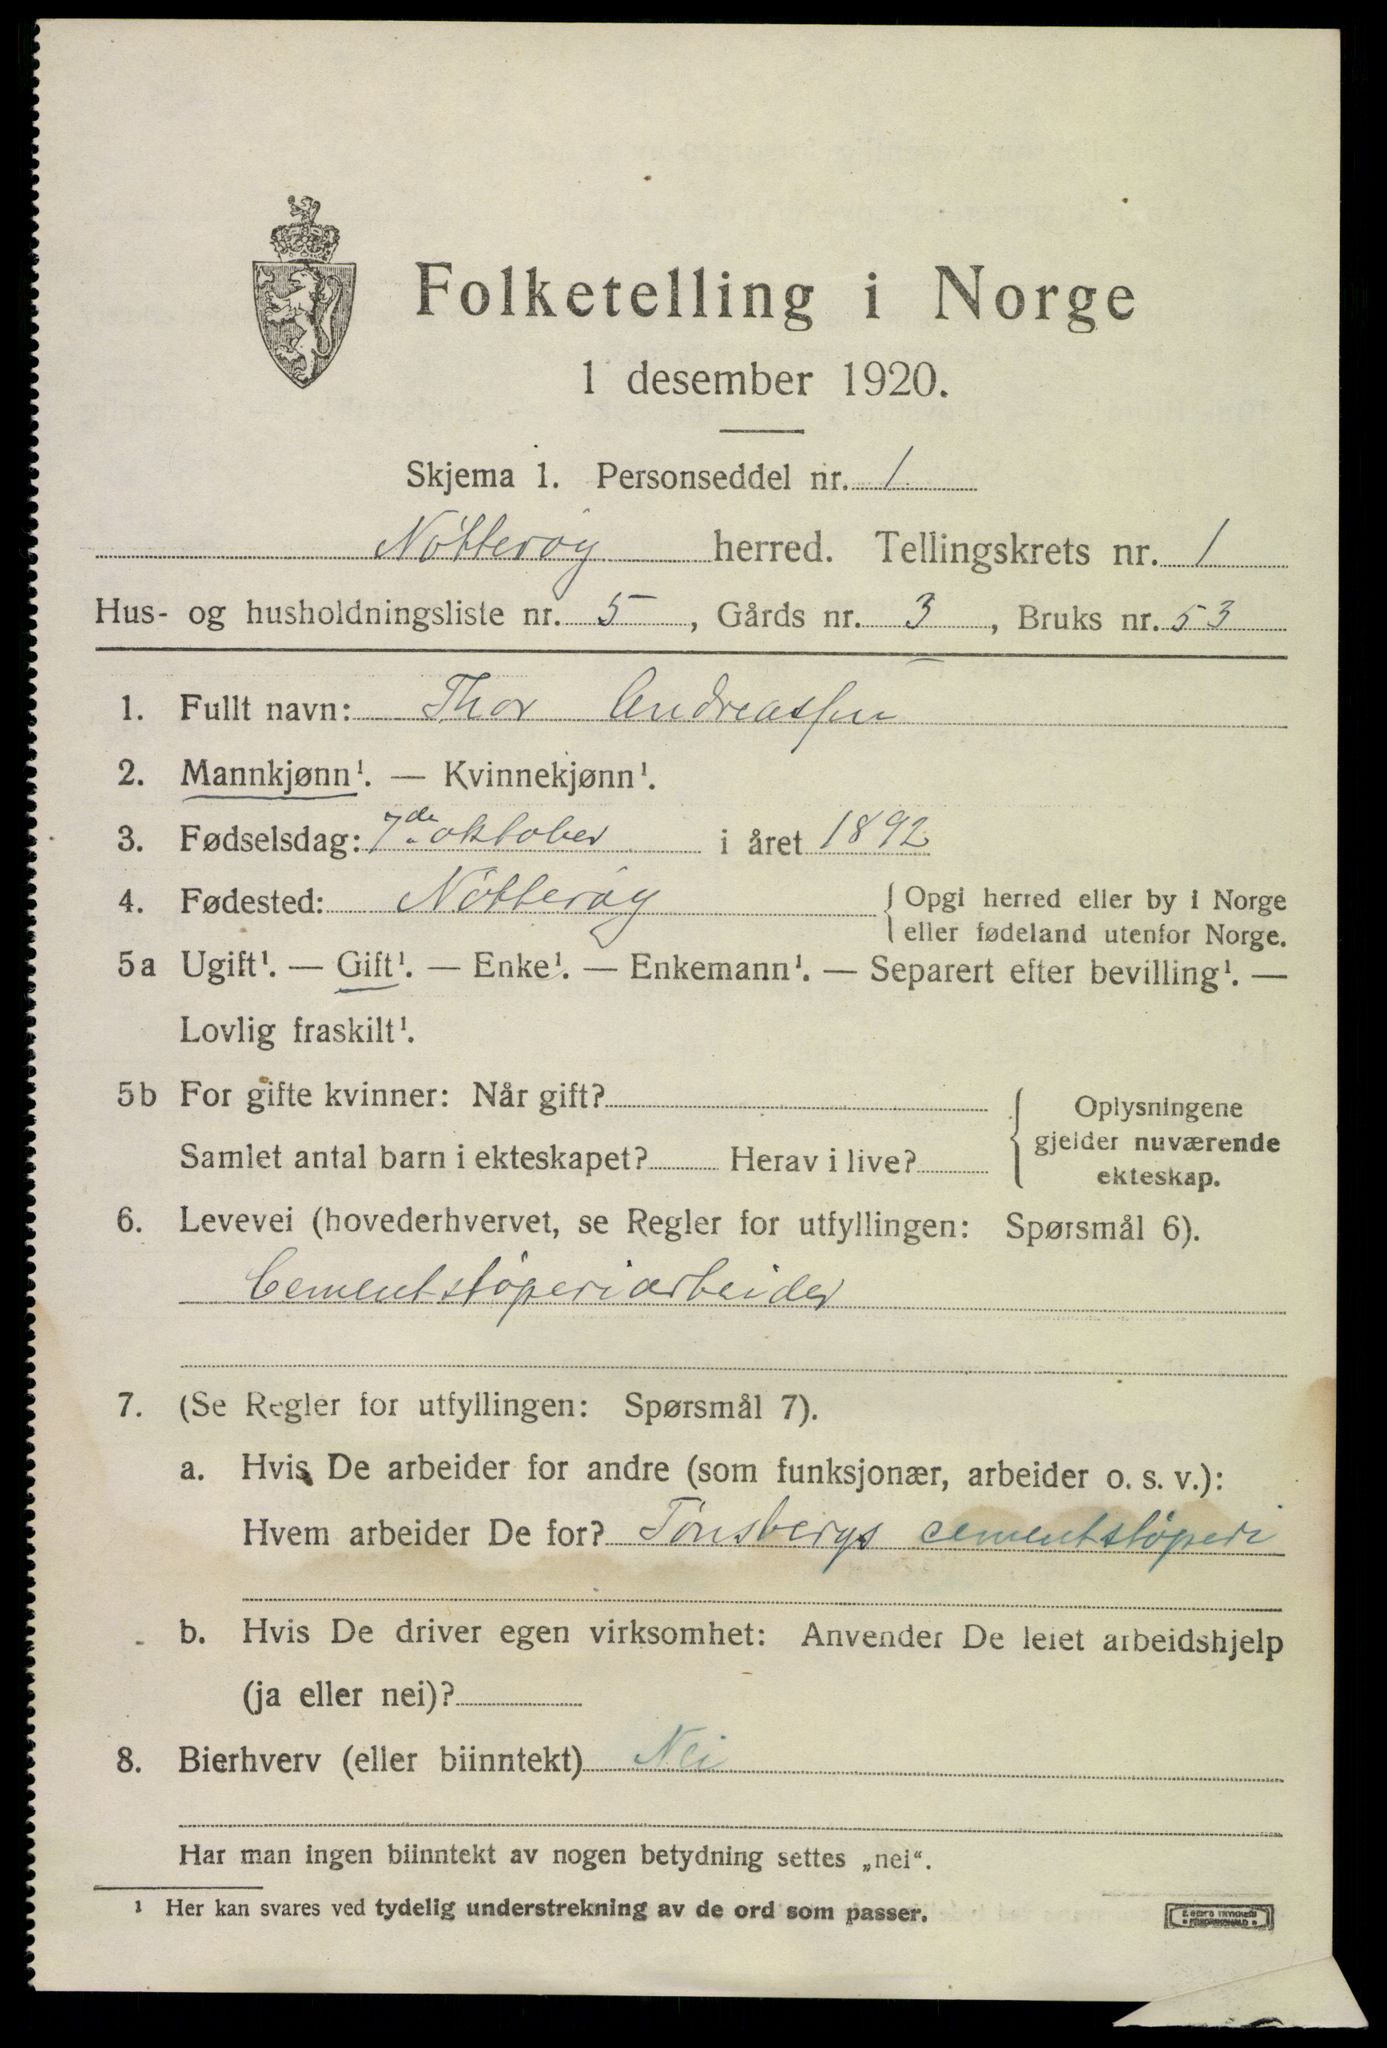 Folketelling i Norge
1 desember 1920.
Skjema 1. Personseddel nr. 1
Nøtterøy herred. Tellingskrets nr. 1
Hus- og husholdningsliste nr. 5, Gårds nr. 3, Bruks nr. 53
1. Fullt navn: Thor Andreassen
2. Mannkjønn¹. — Kvinnekjønn¹.
3. Fødselsdag: 7de oktober i året 1892
4. Fødested: Nøtterøy { Opgi herred eller by i Norge
eller fødeland utenfor Norge.
5a Ugift¹. — Gift¹. — Enke¹. — Enkemann¹. — Separert efter bevilling¹. —
Lovlig fraskilt¹.
5b For gifte kvinner: Når gift?
Samlet antal barn i ekteskapet? Herav i live?
{ Oplysningene
gjelder nuværende
ekteskap.
6. Levevei (hovederhvervet, se Regler for utfyllingen: Spørsmål 6).
Cementstøperiarbeider
7. (Se Regler for utfyllingen: Spørsmål 7).
a. Hvis De arbeider for andre (som funksjonær, arbeider o. s. v.):
Hvem arbeider De for? Tønsbergs cementstøperi
b. Hvis De driver egen virksomhet: Anvender De leiet arbeidshjelp
(ja eller nei)?
8. Bierhverv (eller biinntekt) Nei
Har man ingen biinntekt av nogen betydning settes „nei“.
¹ Her kan svares ved tydelig understrekning av de ord som passer.